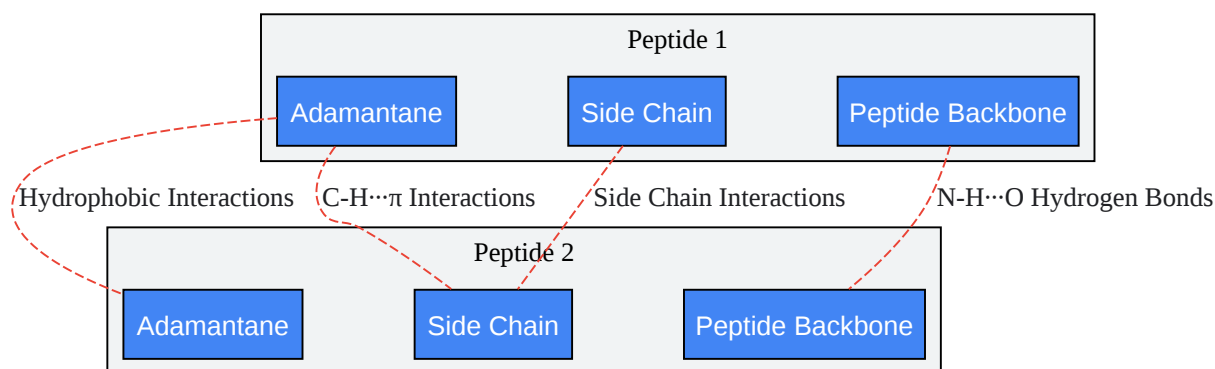 Peptide 1
Adamantane
Side Chain
Peptide Backbone
Hydrophobic Interactions
C-H···π Interactions
Side Chain Interactions
N-H···O Hydrogen Bonds
Peptide 2
Adamantane
Side Chain
Peptide Backbone